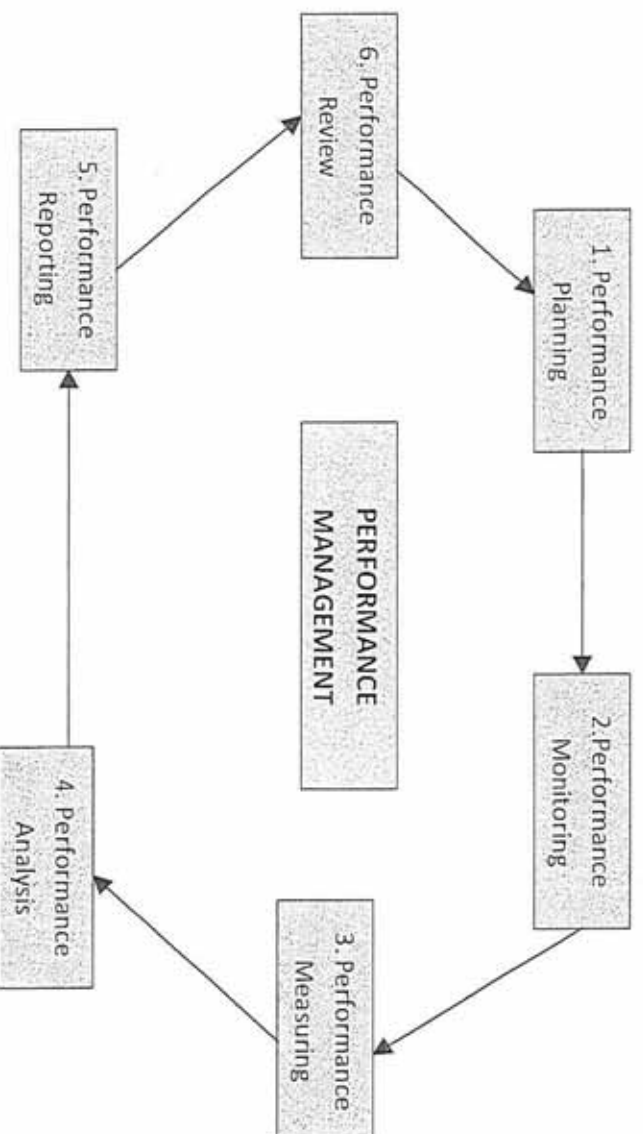 1. Performance
Planning
2.Performance
Monitoring
3. Performance
Measuring
4. Performance
Analysis
5. Performance
Reporting
6. Performance
Review
PERFORMANCE
MANAGEMENT